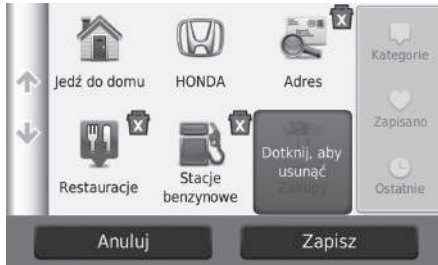 Jedź do domu
HONDA
Adres
Kategorie
Zapisano
Restauracje
Stacje
benzynowe
Dotknij, aby
usunąć
Zakupy
Ostatnie
Anuluj
Zapisz